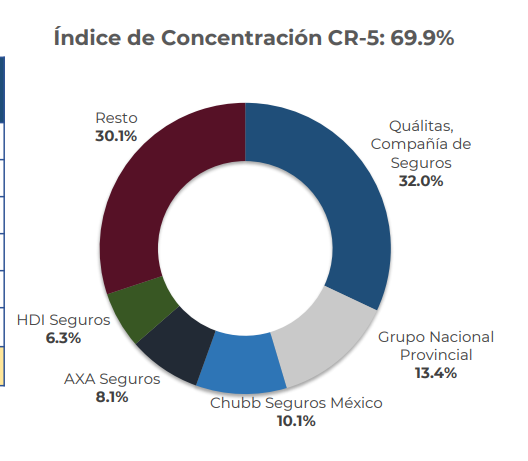 Índice de Concentración CR-5: 69.9%
Resto
30.1%
Quálitas,
Compañía de
Seguros
32.0%
HDI Seguros
6.3%
Grupo Nacional
Provincial
13.4%
AXA Seguros
8.1%
Chubb Seguros México
10.1%